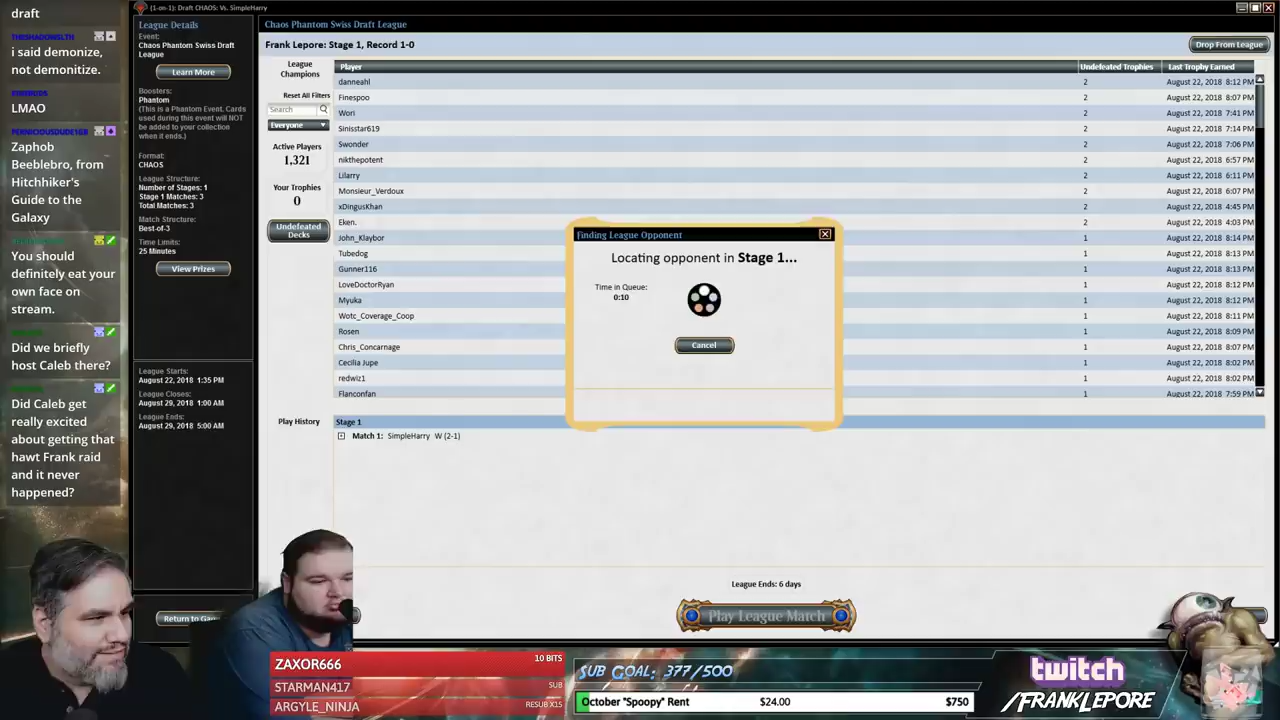 draft
THESHADOWSLTH
i said demonize,
not demonitize.
LMAO
PERNICIOUSDUDE168
Zaphob
Beeblebro, from
Hitchhiker's
Guide to the
Galaxy
You should
definitely eat your
own face on
stream.
Did we briefly
host Caleb there?
Did Caleb get
really excited
about getting that
hawt Frank raid
and it never
happened?
(1-on-1): Draft CHAOS: Vs. SimpleHarry
League Details
Event:
Chaos Phantom Swiss Draft
League
Learn More
Boosters:
Phantom
(This is a Phantom Event. Cards
used during this event will NOT
be added to your collection
when it ends.)
Format:
CHAOS
League Structure:
Number of Stages: 1
Stage 1 Matches: 3
Total Matches: 3
Match Structure:
Best-of-3
Time Limits:
25 Minutes
View Prizes
League Starts:
August 22, 2018 1:35 PM
League Closes:
August 29, 2018 1:00 AM
League Ends:
August 29, 2018 5:00 AM
Chaos Phantom Swiss Draft League
Frank Lepore: Stage 1, Record 1-0
Drop From League
League
Champions
Reset All Filters
Search
Everyone
Active Players
1,321
Your Trophies
0
Undefeated
Decks
Player Undefeated Trophies Last Trophy Earned
danneahl 2 August 22, 2018 8:12 PM
Finespoo 2 August 22, 2018 8:07 PM
Wori 2 August 22, 2018 7:41 PM
Sinisstar619 2 August 22, 2018 7:14 PM
Swonder 2 August 22, 2018 7:06 PM
nikthepotent 2 August 22, 2018 6:57 PM
Lilarry 2 August 22, 2018 6:11 PM
Monsieur_Verdoux 2 August 22, 2018 6:07 PM
xDingusKhan 2 August 22, 2018 4:45 PM
Eken. 2 August 22, 2018 4:03 PM
John_Klaybor 1 August 22, 2018 8:14 PM
Tubedog 1 August 22, 2018 8:13 PM
Gunner116 1 August 22, 2018 8:13 PM
LoveDoctorRyan 1 August 22, 2018 8:12 PM
Myuka 1 August 22, 2018 8:12 PM
Wotc_Coverage_Coop 1 August 22, 2018 8:11 PM
Rosen 1 August 22, 2018 8:09 PM
Chris_Concarnage 1 August 22, 2018 8:07 PM
Cecilia Jupe 1 August 22, 2018 8:02 PM
redwiz1 1 August 22, 2018 8:02 PM
Flanconfan 1 August 22, 2018 7:59 PM
Finding League Opponent
Locating opponent in Stage 1...
Time in Queue:
0:10
Cancel
Play History
Stage 1
Match 1: SimpleHarry W (2-1)
League Ends: 6 days
Play League Match
Return to Ga
ZAXOR666 10 BITS
STARMAN417 SUB
ARGYLE_NINJA RESUB X15
SUB GOAL: 377/500
October "Spoopy" Rent $24.00 $750
twitch
/FRANKLEPORE